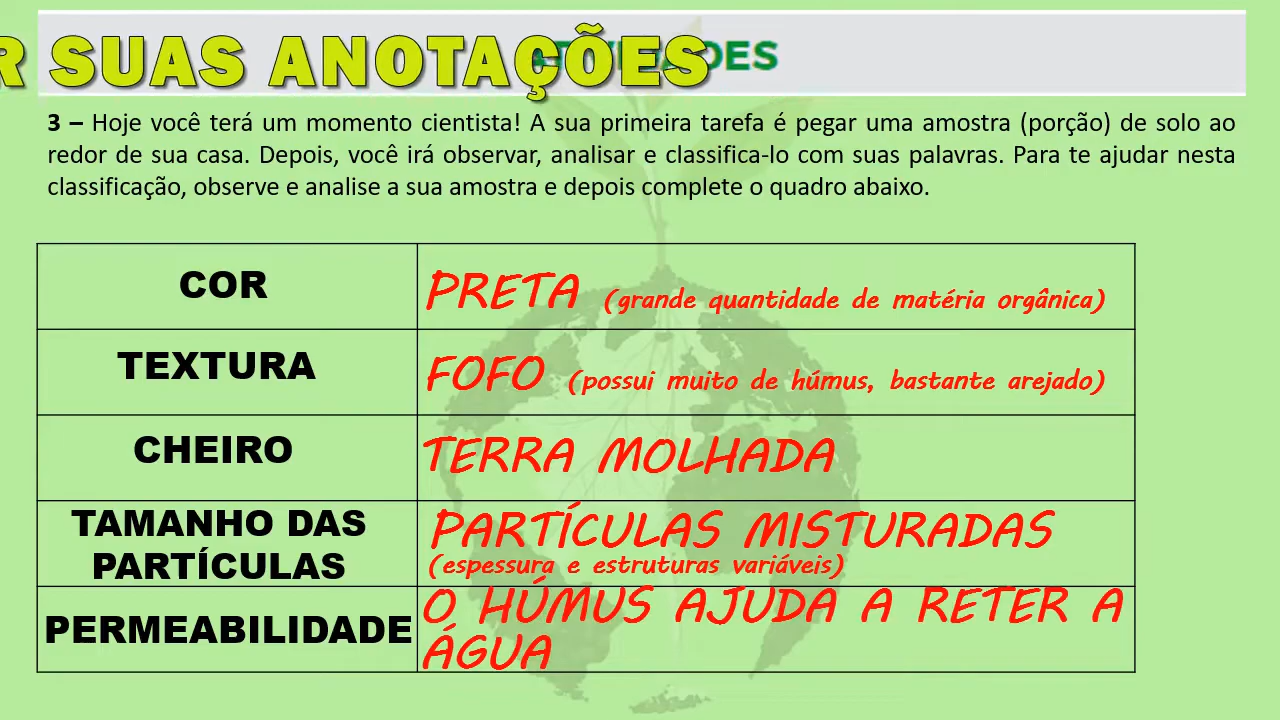 R SUAS ANOTAÇÕES
DES
3 – Hoje você terá um momento cientista! A sua primeira tarefa é pegar uma amostra (porção) de solo ao
redor de sua casa. Depois, você irá observar, analisar e classifica-lo com suas palavras. Para te ajudar nesta
classificação, observe e analise a sua amostra e depois complete o quadro abaixo.
COR
PRETA (grande quantidade de matéria orgânica)
TEXTURA
FOFO (possui muito de húmus, bastante arejado)
CHEIRO
TERRA MOLHADA
TAMANHO DAS
PARTÍCULAS
PARTÍCULAS MISTURADAS
(espessura e estruturas variáveis)
PERMEABILIDADE
O HÚMUS AJUDA A RETER A
ÁGUA